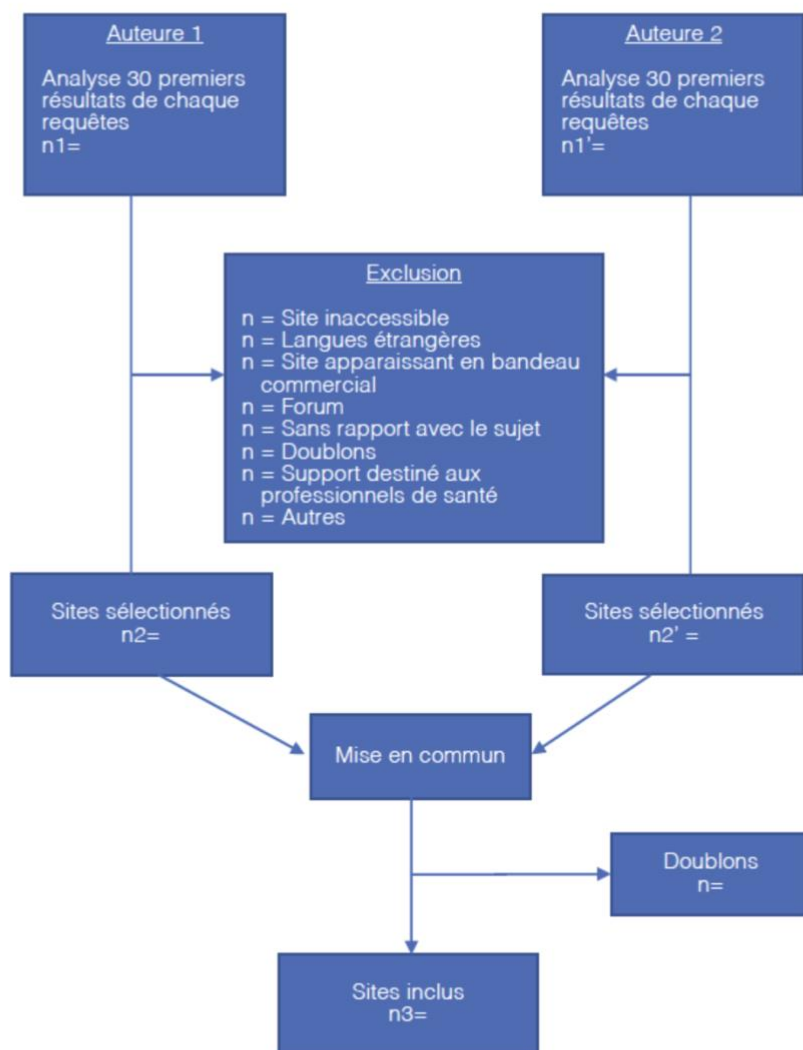 Auteure 1
Analyse 30 premiers
résultats de chaque
requêtes
n1=
Auteure 2
Analyse 30 premiers
résultats de chaque
requêtes
n1'=
Exclusion
n = Site inaccessible
n = Langues étrangères
n = Site apparaissant en bandeau
commercial
n = Forum
n = Sans rapport avec le sujet
n = Doublons
n = Support destiné aux
professionnels de santé
n = Autres
Sites sélectionnés
n2=
Sites sélectionnés
n2' =
Mise en commun
Doublons
n=
Sites inclus
n3=